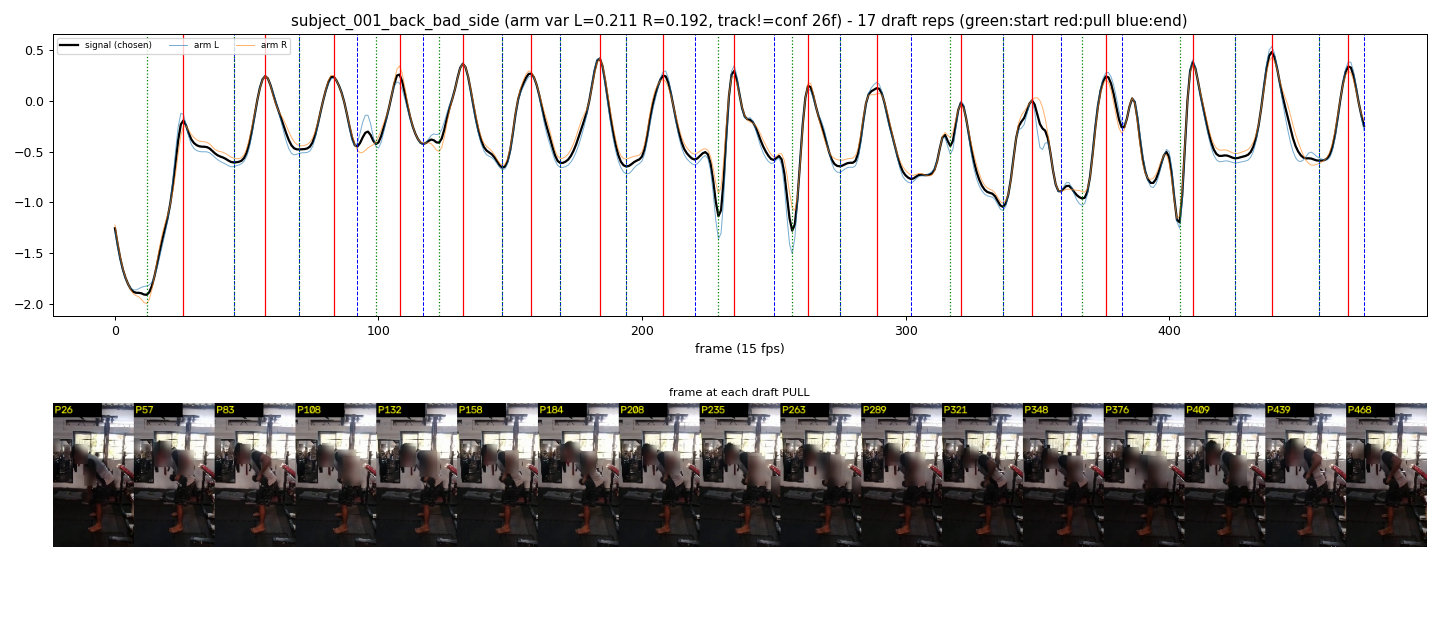 subject_001_back_bad_side (arm var L=0.211 R=0.192, track!=conf 26f) - 17 draft reps (green:start red:pull blue:end)
signal (chosen) arm L arm R
0.5
0.0
−0.5
−1.0
−1.5
−2.0
0 100 200 300 400
frame (15 fps)
frame at each draft PULL
P26 P57 P83 P108 P132 P158 P184 P208 P235 P263 P289 P321 P348 P376 P409 P439 P468